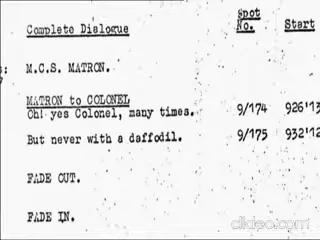 Complete Dialogue Spot No. Start
M.C.S. MATRON.
MATRON to COLONEL
Oh! yes Colonel, many times. 9/174 926'13
But never with a daffodil. 9/175 932'12
FADE OUT.
FADE IN.
clideo.com